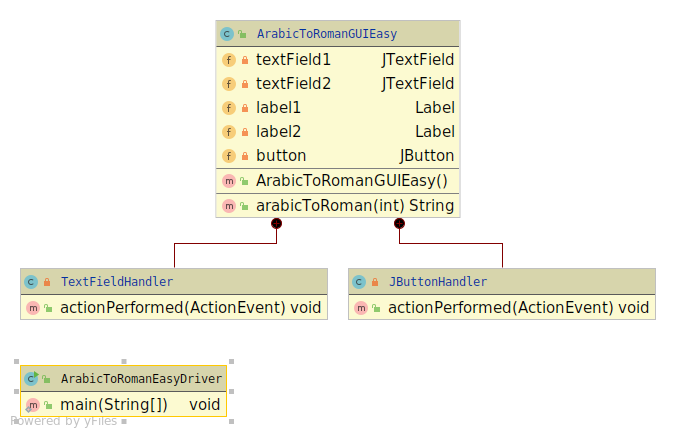 ArabicToRomanGUIEasy
textField1 JTextField
textField2 JTextField
label1 Label
label2 Label
button JButton
ArabicToRomanGUIEasy()
arabicToRoman(int) String
TextFieldHandler
actionPerformed(ActionEvent) void
JButtonHandler
actionPerformed(ActionEvent) void
ArabicToRomanEasyDriver
main(String[]) void
Powered by yFiles